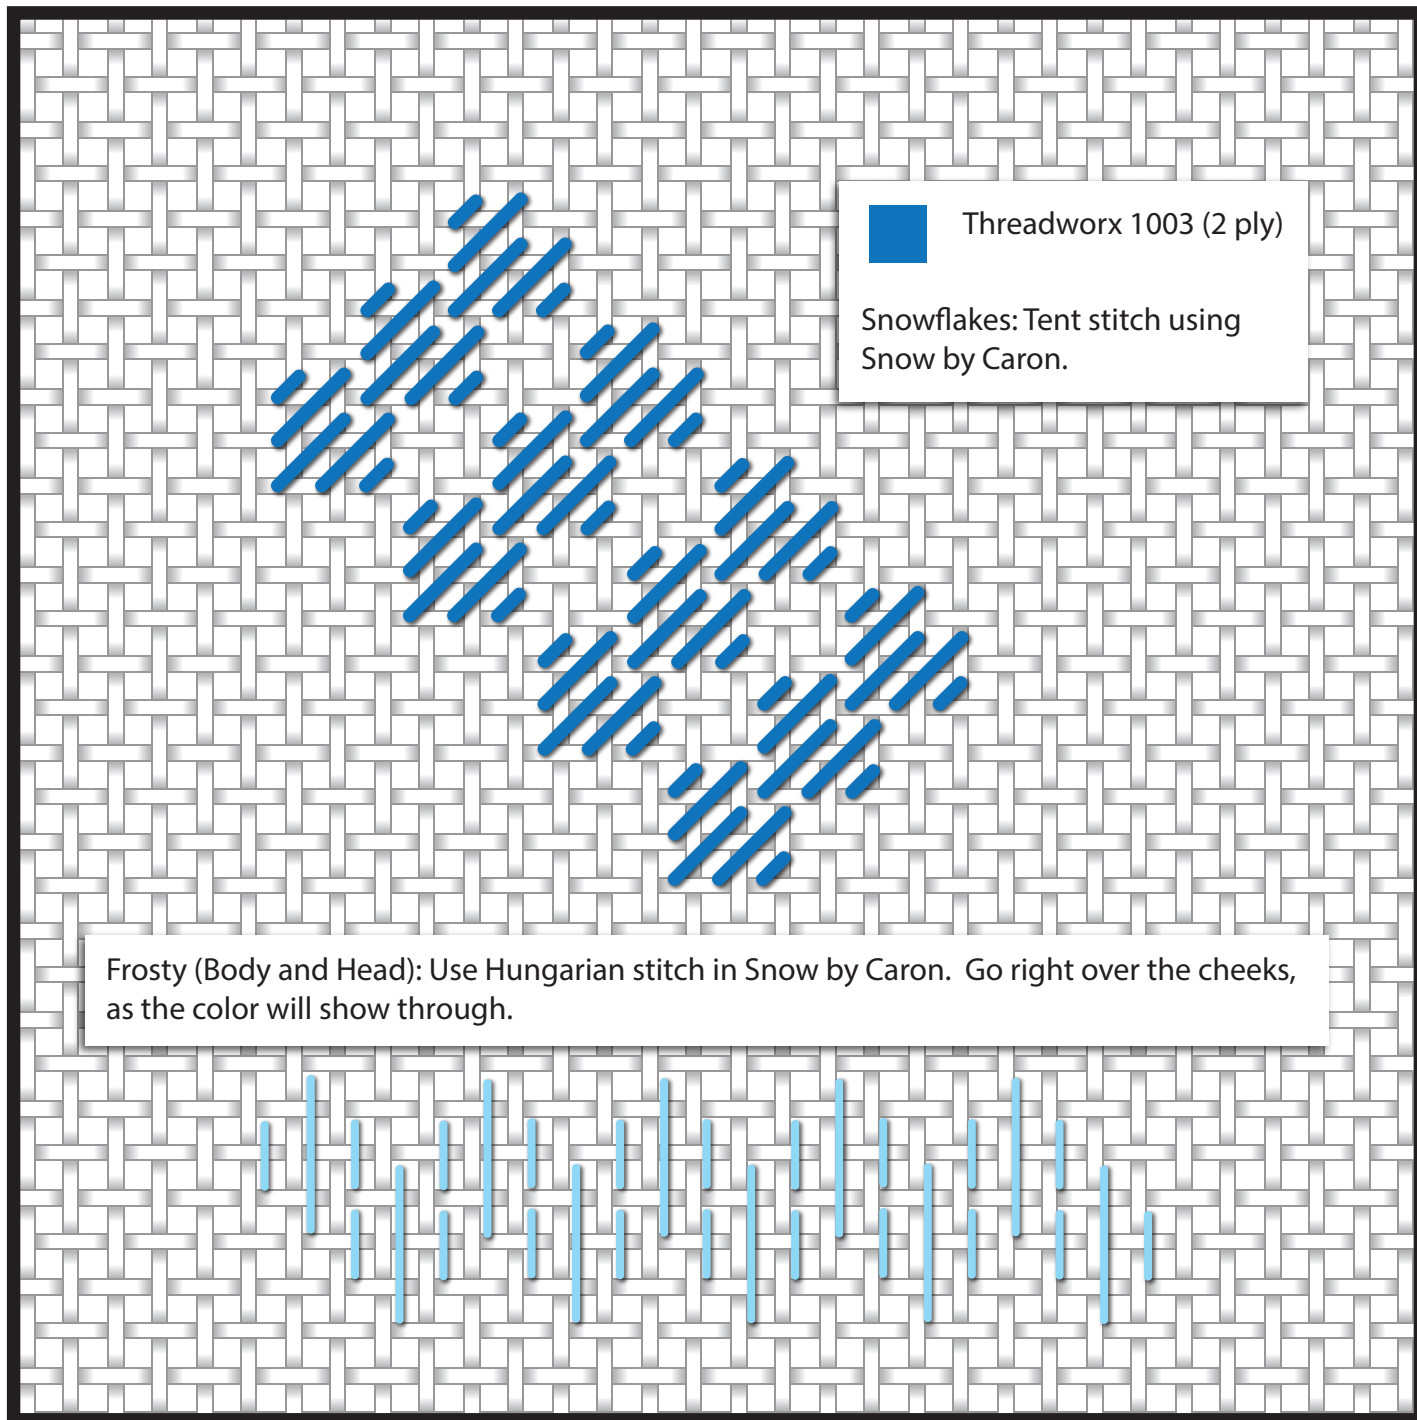 Threadworx 1003 (2 ply)
Snowflakes: Tent stitch using
Snow by Caron.
Frosty (Body and Head): Use Hungarian stitch in Snow by Caron.  Go right over the cheeks,
as the color will show through.